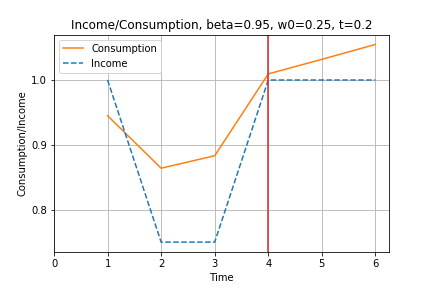 Income/Consumption, beta=0.95, w0=0.25, t=0.2
Consumption
Income
Consumption/Income
1.0
0.9
0.8
0 1 2 3 4 5 6
Time